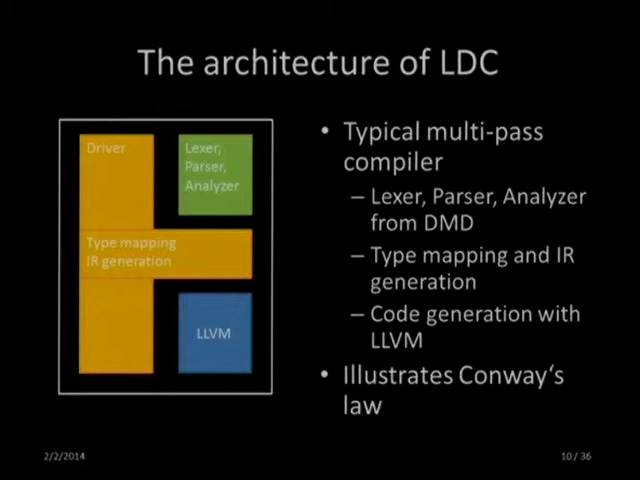 The architecture of LDC
Driver
Lexer,
Parser,
Analyzer
Type mapping
IR generation
LLVM
• Typical multi-pass
compiler
– Lexer, Parser, Analyzer
from DMD
– Type mapping and IR
generation
– Code generation with
LLVM
• Illustrates Conway‘s
law
2/2/2014
10 / 36